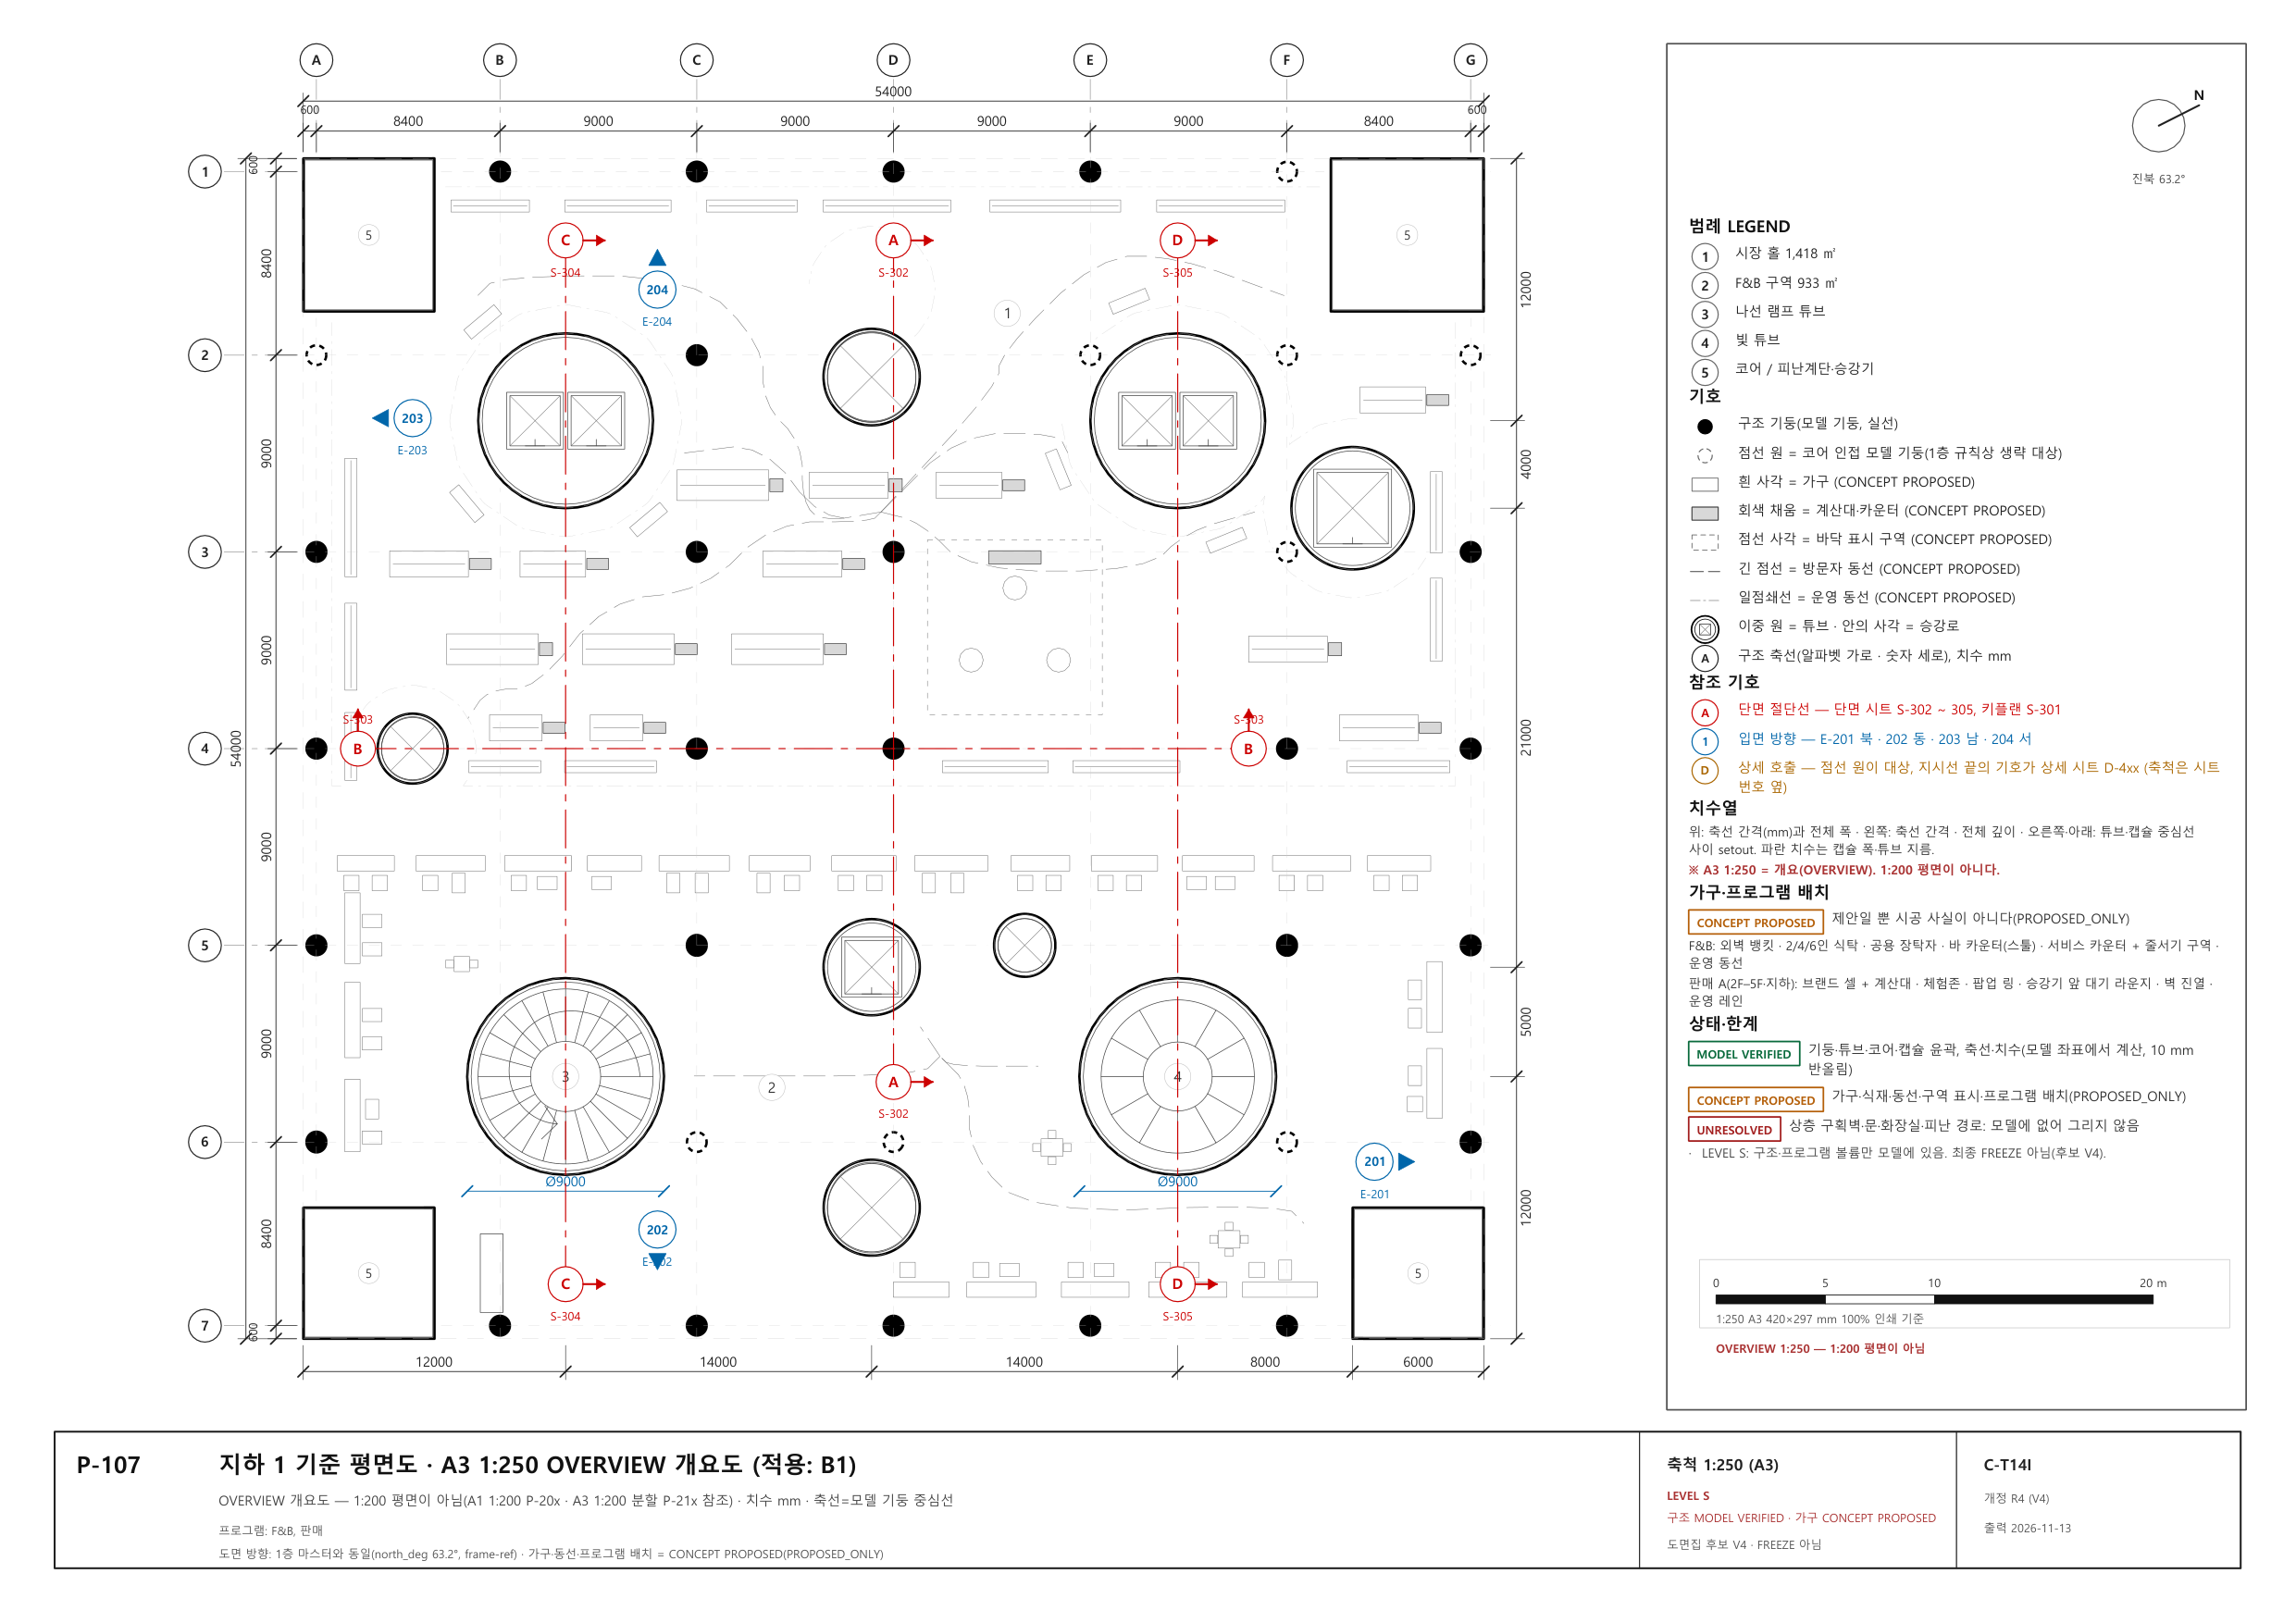 A B C D E F G
54000
600 600
8400 9000 9000 9000 9000 8400
1
2
3
4
5
6
7
600
8400
9000
9000
9000
9000
8400
600
54000
12000
4000
21000
5000
12000
12000 14000 14000 8000 6000
5
5
C
S-304
A
S-302
D
S-305
204
E-204
1
203
E-203
S-303
B
S-303
B
3
2
A
S-302
4
Ø9000
Ø9000
201
E-201
202
E-202
5
C
S-304
D
S-305
5
N
진북 63.2°
범례 LEGEND
1 시장 홀 1,418 ㎡
2 F&B 구역 933 ㎡
3 나선 램프 튜브
4 빛 튜브
5 코어 / 피난계단·승강기
기호
구조 기둥(모델 기둥, 실선)
점선 원 = 코어 인접 모델 기둥(1층 규칙상 생략 대상)
흰 사각 = 가구 (CONCEPT PROPOSED)
회색 채움 = 계산대·카운터 (CONCEPT PROPOSED)
점선 사각 = 바닥 표시 구역 (CONCEPT PROPOSED)
긴 점선 = 방문자 동선 (CONCEPT PROPOSED)
일점쇄선 = 운영 동선 (CONCEPT PROPOSED)
이중 원 = 튜브 · 안의 사각 = 승강로
A 구조 축선(알파벳 가로 · 숫자 세로), 치수 mm
참조 기호
A 단면 절단선 — 단면 시트 S-302 ~ 305, 키플랜 S-301
1 입면 방향 — E-201 북 · 202 동 · 203 남 · 204 서
D 상세 호출 — 점선 원이 대상, 지시선 끝의 기호가 상세 시트 D-4xx (축척은 시트
번호 옆)
치수열
위: 축선 간격(mm)과 전체 폭 · 왼쪽: 축선 간격 · 전체 깊이 · 오른쪽·아래: 튜브·캡슐 중심선
사이 setout. 파란 치수는 캡슐 폭·튜브 지름.
※ A3 1:250 = 개요(OVERVIEW). 1:200 평면이 아니다.
가구·프로그램 배치
CONCEPT PROPOSED 제안일 뿐 시공 사실이 아니다(PROPOSED_ONLY)
F&B: 외벽 뱅킷 · 2/4/6인 식탁 · 공용 장탁자 · 바 카운터(스툴) · 서비스 카운터 + 줄서기 구역 ·
운영 동선
판매 A(2F–5F·지하): 브랜드 셀 + 계산대 · 체험존 · 팝업 링 · 승강기 앞 대기 라운지 · 벽 진열 ·
운영 레인
상태·한계
MODEL VERIFIED 기둥·튜브·코어·캡슐 윤곽, 축선·치수(모델 좌표에서 계산, 10 mm
반올림)
CONCEPT PROPOSED 가구·식재·동선·구역 표시·프로그램 배치(PROPOSED_ONLY)
UNRESOLVED 상층 구획벽·문·화장실·피난 경로: 모델에 없어 그리지 않음
· LEVEL S: 구조·프로그램 볼륨만 모델에 있음. 최종 FREEZE 아님(후보 V4).
0 5 10 20 m
1:250 A3 420×297 mm 100% 인쇄 기준
OVERVIEW 1:250 — 1:200 평면이 아님
P-107
지하 1 기준 평면도 · A3 1:250 OVERVIEW 개요도 (적용: B1)
OVERVIEW 개요도 — 1:200 평면이 아님(A1 1:200 P-20x · A3 1:200 분할 P-21x 참조) · 치수 mm · 축선=모델 기둥 중심선
프로그램: F&B, 판매
도면 방향: 1층 마스터와 동일(north_deg 63.2°, frame-ref) · 가구·동선·프로그램 배치 = CONCEPT PROPOSED(PROPOSED_ONLY)
축척 1:250 (A3)
LEVEL S
구조 MODEL VERIFIED · 가구 CONCEPT PROPOSED
도면집 후보 V4 · FREEZE 아님
C-T14I
개정 R4 (V4)
출력 2026-11-13